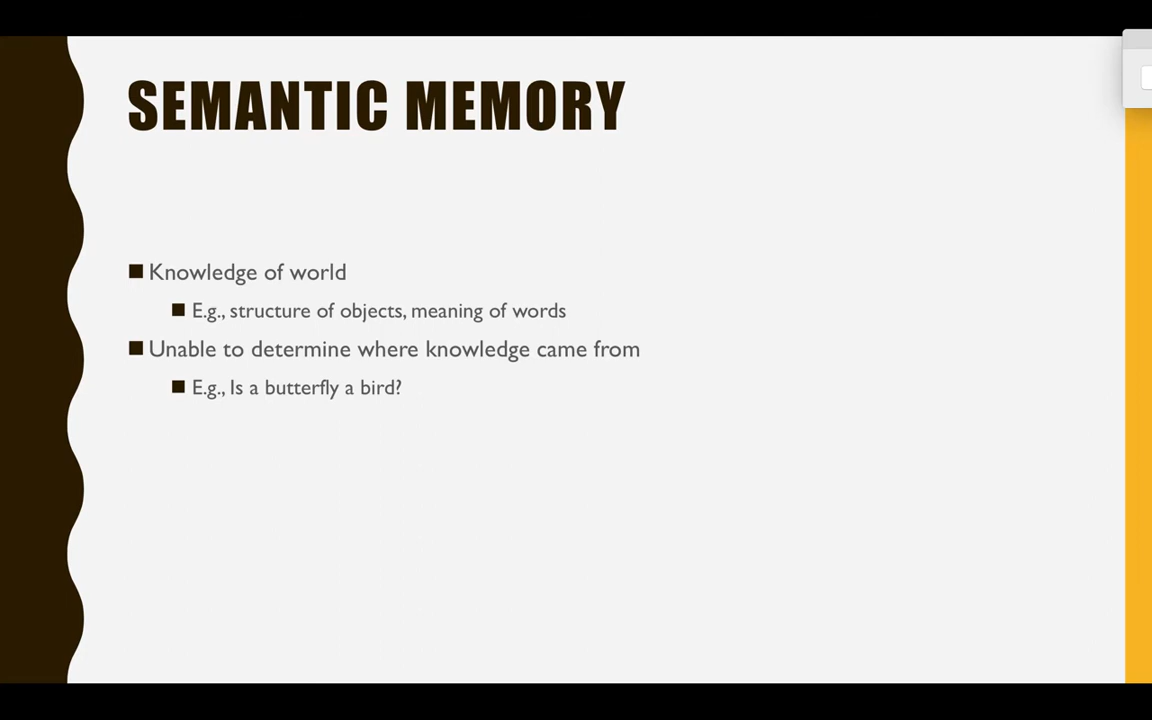 SEMANTIC MEMORY
Knowledge of world
E.g., structure of objects, meaning of words
Unable to determine where knowledge came from
E.g., Is a butterfly a bird?